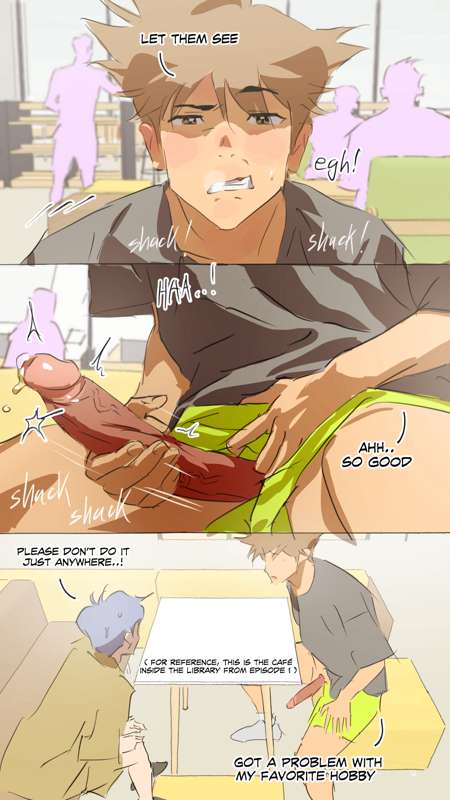 LET THEM SEE
egh!
shack!
shack!
HAA..!
AHH..
SO GOOD
shack
shack
PLEASE DON'T DO IT
JUST ANYWHERE..!
( FOR REFERENCE, THIS IS THE CAFÉ
INSIDE THE LIBRARY FROM EPISODE 1 )
GOT A PROBLEM WITH
MY FAVORITE HOBBY